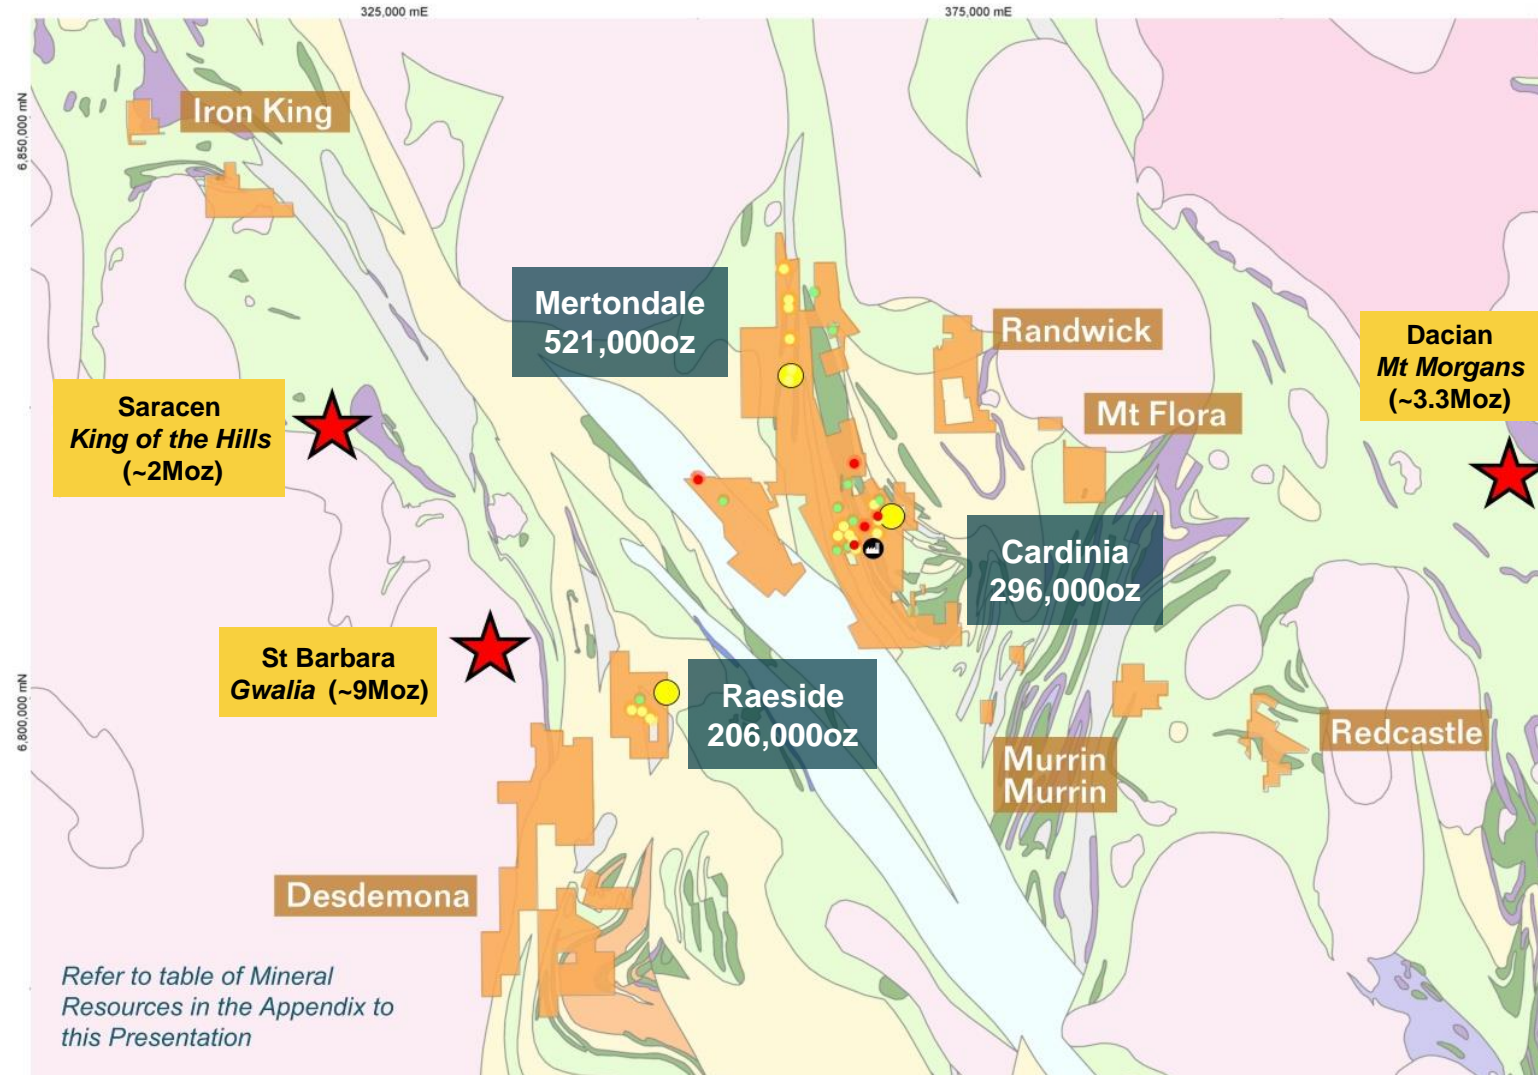 325,000 mE
375,000 mE
6,850,000 mN
Iron King
Mertondale
521,000oz
Randwick
Dacian
Mt Morgans
(~3.3Moz)
Saracen
King of the Hills
(~2Moz)
Mt Flora
Cardinia
296,000oz
St Barbara
Gwalia (~9Moz)
Raeside
206,000oz
6,800,000 mN
Redcastle
Murrin
Murrin
Desdemona
Refer to table of Mineral
Resources in the Appendix to
this Presentation